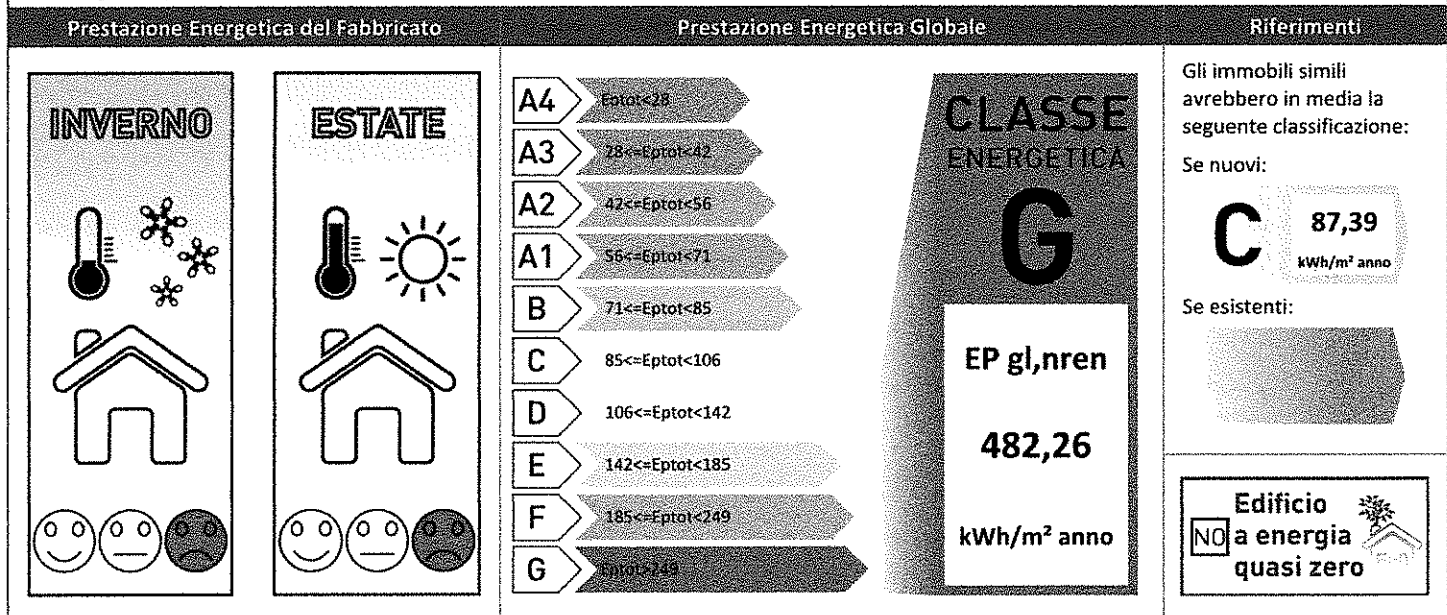 Prestazione Energetica del Fabbricato
Prestazione Energetica Globale
Riferimenti
INVERNO
ESTATE
A4 Eptot<28
A3 28<=Eptot<42
A2 42<=Eptot<56
A1 56<=Eptot<71
B 71<=Eptot<85
C 85<=Eptot<106
D 106<=Eptot<142
E 142<=Eptot<185
F 185<=Eptot<249
G Eptot>249
CLASSE
ENERGETICA
G
EP gl,nren
482,26
kWh/m² anno
Gli immobili simili
avrebbero in media la
seguente classificazione:
Se nuovi:
C 87,39
kWh/m² anno
Se esistenti:
Edificio
NO a energia
quasi zero